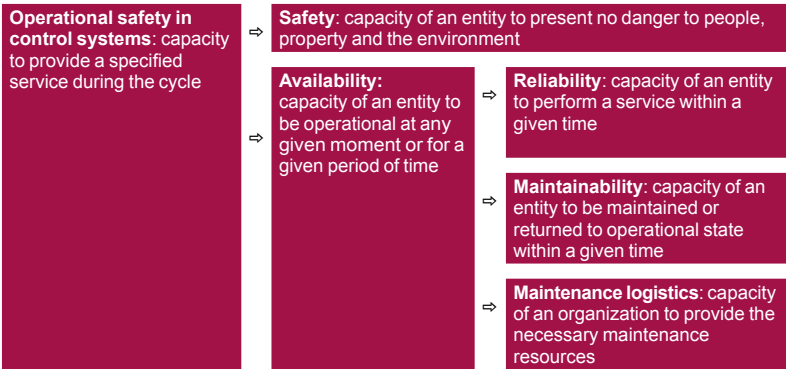 Operational safety in
control systems: capacity
to provide a specified
service during the cycle
⇨
Safety: capacity of an entity to present no danger to people,
property and the environment
⇨
Availability:
capacity of an entity to
be operational at any
given moment or for a
given period of time
⇨
Reliability: capacity of an entity
to perform a service within a
given time
⇨
Maintainability: capacity of an
entity to be maintained or
returned to operational state
within a given time
⇨
Maintenance logistics: capacity
of an organization to provide the
necessary maintenance
resources